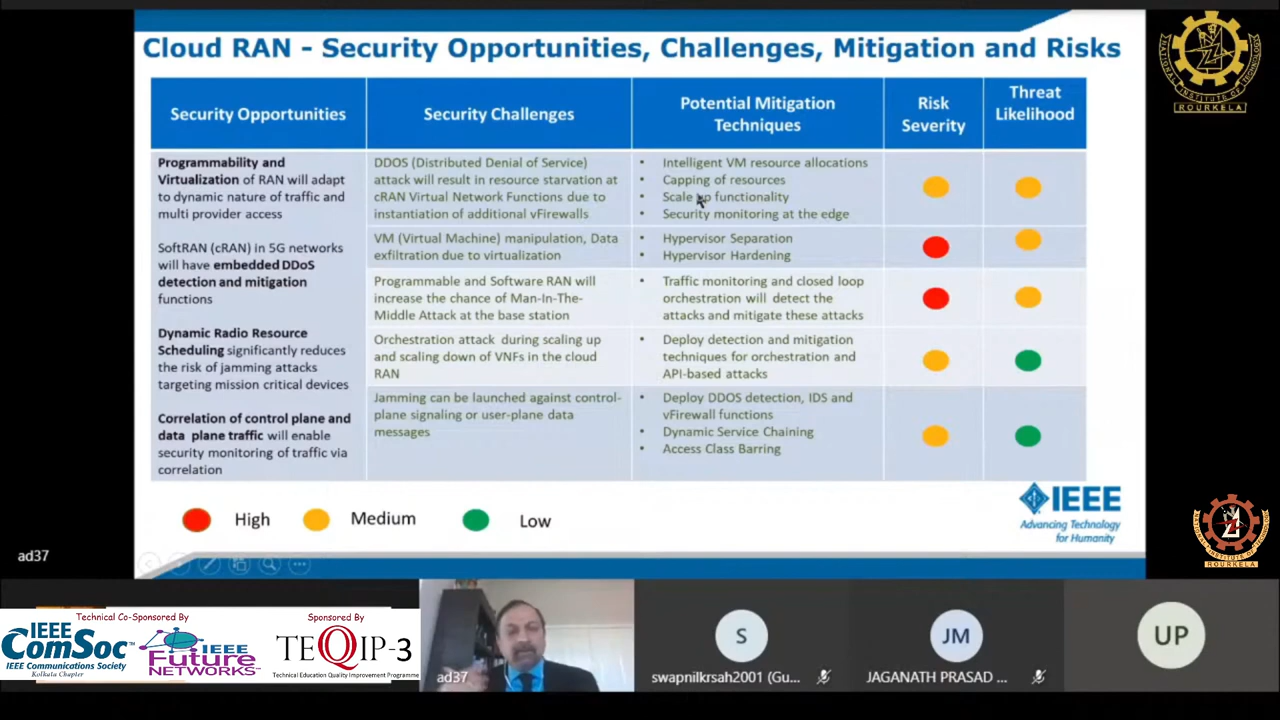 Cloud RAN - Security Opportunities, Challenges, Mitigation and Risks
Security Opportunities
Security Challenges
Potential Mitigation
Techniques
Risk
Severity
Threat
Likelihood
Programmability and
Virtualization of RAN will adapt
to dynamic nature of traffic and
multi provider access
SoftRAN (cRAN) in 5G networks
will have embedded DDoS
detection and mitigation
functions
Dynamic Radio Resource
Scheduling significantly reduces
the risk of jamming attacks
targeting mission critical devices
Correlation of control plane and
data plane traffic will enable
security monitoring of traffic via
correlation
DDOS (Distributed Denial of Service)
attack will result in resource starvation at
cRAN Virtual Network Functions due to
instantiation of additional vFirewalls
• Intelligent VM resource allocations
• Capping of resources
• Scale up functionality
• Security monitoring at the edge
VM (Virtual Machine) manipulation, Data
exfiltration due to virtualization
• Hypervisor Separation
• Hypervisor Hardening
Programmable and Software RAN will
increase the chance of Man-In-The-
Middle Attack at the base station
• Traffic monitoring and closed loop
orchestration will detect the
attacks and mitigate these attacks
Orchestration attack during scaling up
and scaling down of VNFs in the cloud
RAN
• Deploy detection and mitigation
techniques for orchestration and
API-based attacks
Jamming can be launched against control-
plane signaling or user-plane data
messages
• Deploy DDOS detection, IDS and
vFirewall functions
• Dynamic Service Chaining
• Access Class Barring
High
Medium
Low
IEEE
Advancing Technology
for Humanity
ROURKELA
ROURKELA
ad37
Technical Co-Sponsored By
IEEE
ComSoc™
IEEE Communications Society
Kolkata Chapter
IEEE
Future
NETWORKS™
Sponsored By
TEQIP-3
Technical Education Quality Improvement Programme
ad37
S
swapnilkrsah2001 (Gu...
JM
JAGANATH PRASAD ...
UP